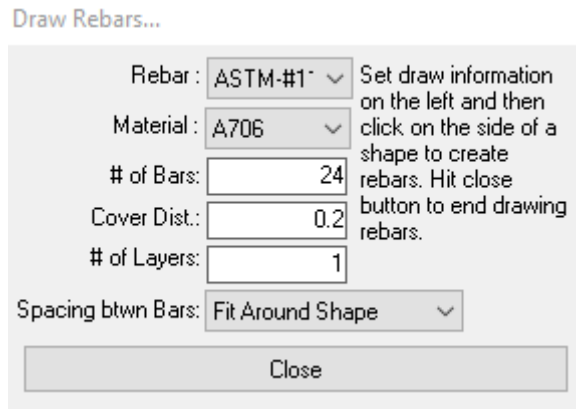 Draw Rebars...
Rebar : ASTM-#1
Material : A706
# of Bars: 24
Cover Dist.: 0.2
# of Layers: 1
Set draw information
on the left and then
click on the side of a
shape to create
rebars. Hit close
button to end drawing
rebars.
Spacing btwn Bars: Fit Around Shape
Close